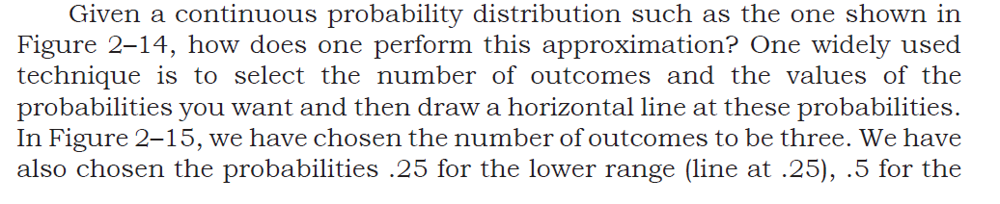 Given a continuous probability distribution such as the one shown in
Figure 2–14, how does one perform this approximation? One widely used
technique is to select the number of outcomes and the values of the
probabilities you want and then draw a horizontal line at these probabilities.
In Figure 2–15, we have chosen the number of outcomes to be three. We have
also chosen the probabilities .25 for the lower range (line at .25), .5 for the